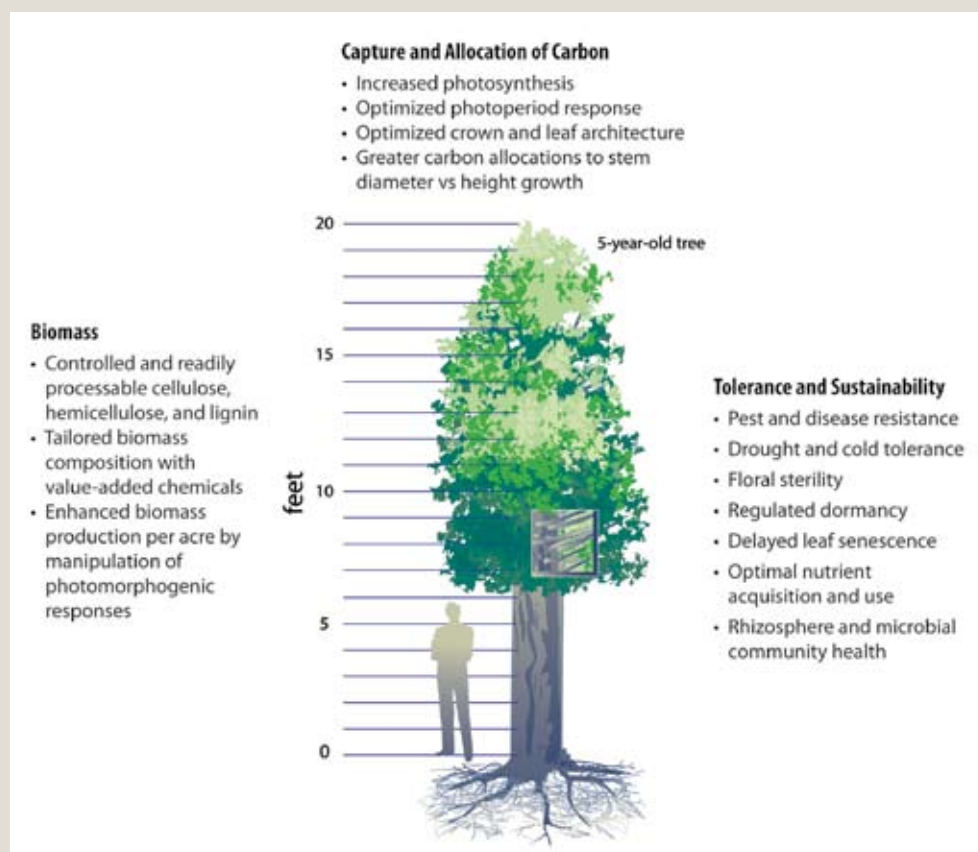 Capture and Allocation of Carbon
• Increased photosynthesis
• Optimized photoperiod response
• Optimized crown and leaf architecture
• Greater carbon allocations to stem
diameter vs height growth
20
5-year-old tree
15
10
feet
5
0
Biomass
• Controlled and readily
processable cellulose,
hemicellulose, and lignin
• Tailored biomass
composition with
value-added chemicals
• Enhanced biomass
production per acre by
manipulation of
photomorphogenic
responses
Tolerance and Sustainability
• Pest and disease resistance
• Drought and cold tolerance
• Floral sterility
• Regulated dormancy
• Delayed leaf senescence
• Optimal nutrient
acquisition and use
• Rhizosphere and microbial
community health